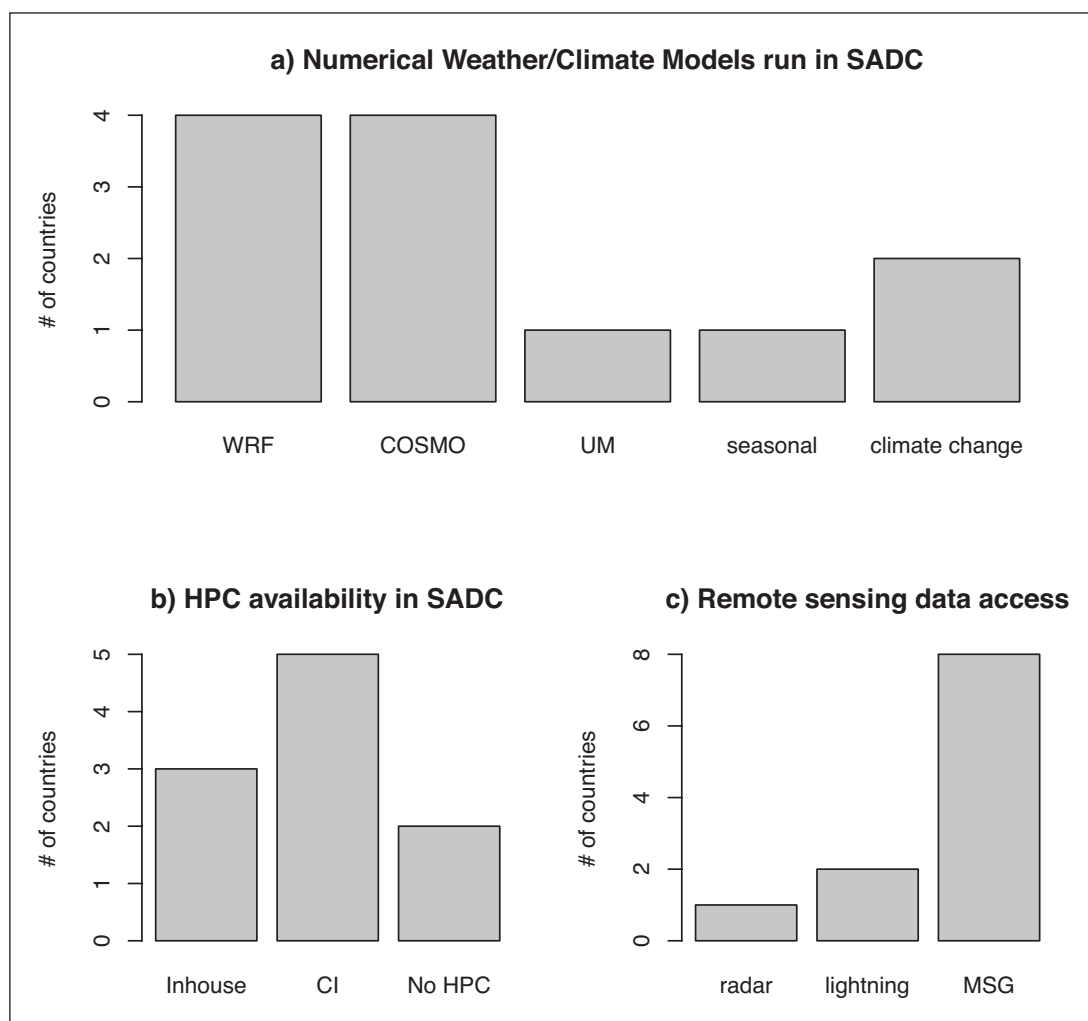 a) Numerical Weather/Climate Models run in SADC
# of countries
4
3
2
1
0
WRF COSMO UM seasonal climate change
b) HPC availability in SADC
# of countries
5
4
3
2
1
0
Inhouse CI No HPC
c) Remote sensing data access
# of countries
8
6
4
2
0
radar lightning MSG